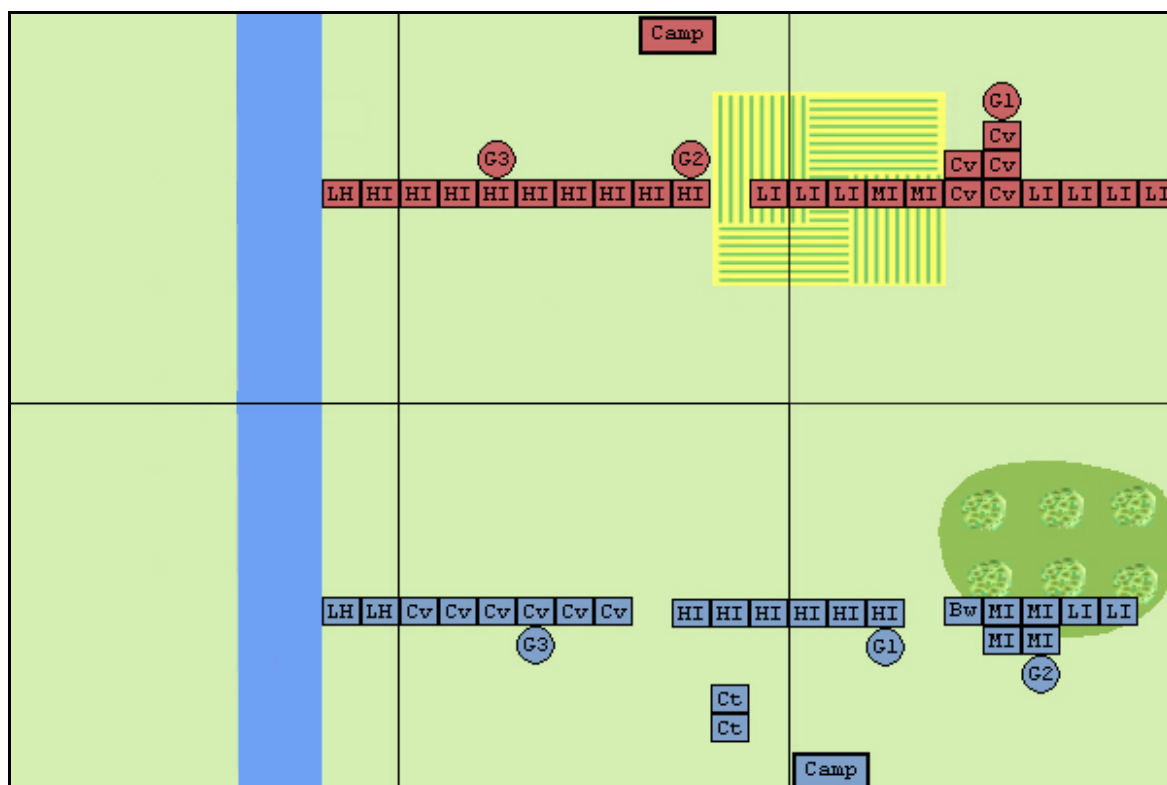 Camp
G1
Cv
G3 G2 Cv Cv
LH HI HI HI HI HI HI HI HI HI LI LI LI MI MI Cv Cv LI LI LI LI
LH LH Cv Cv Cv Cv Cv Cv HI HI HI HI HI HI Bw MI MI LI LI
G3 G1 MI MI
G2
Ct
Ct
Camp